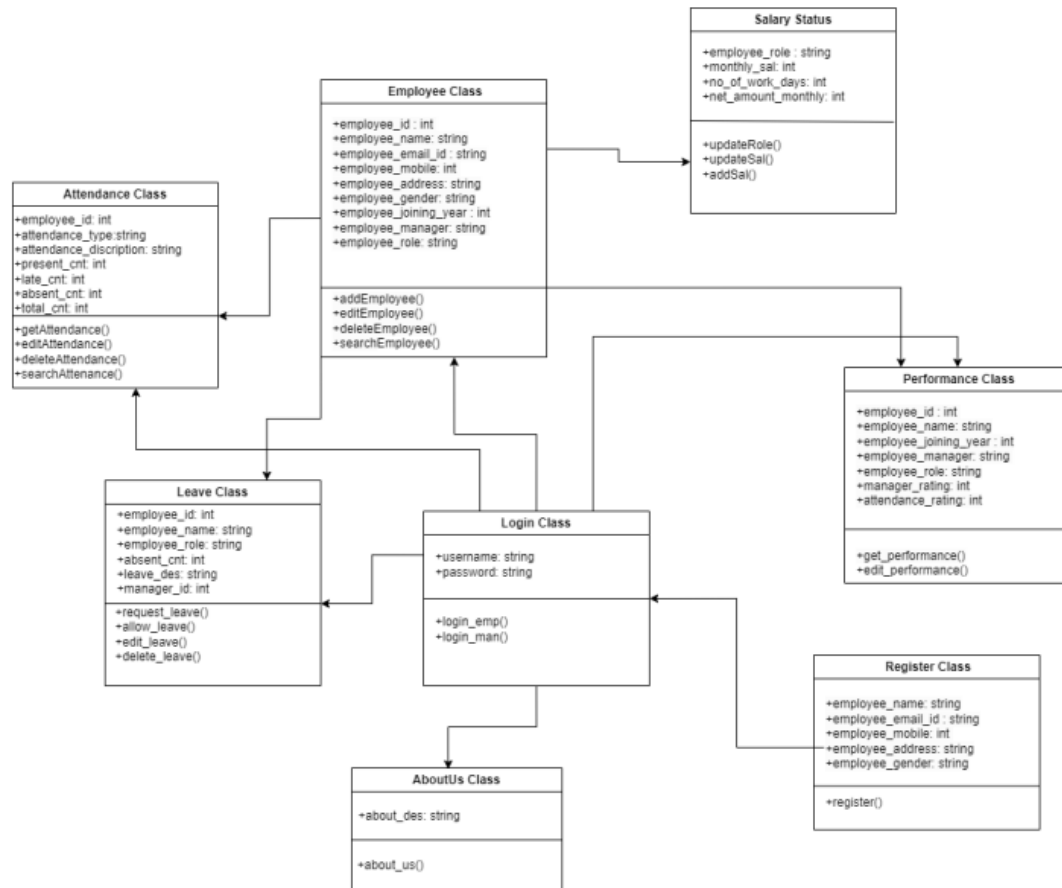 Salary Status
+employee_role : string
+monthly_sal: int
+no_of_work_days: int
+net_amount_monthly: int
+updateRole()
+updateSal()
+addSal()
Employee Class
+employee_id : int
+employee_name: string
+employee_email_id : string
+employee_mobile: int
+employee_address: string
+employee_gender: string
+employee_joining_year : int
+employee_manager: string
+employee_role: string
+addEmployee()
+editEmployee()
+deleteEmployee()
+searchEmployee()
Attendance Class
+employee_id: int
+attendance_type:string
+attendance_discription: string
+present_cnt: int
+late_cnt: int
+absent_cnt: int
+total_cnt: int
+getAttendance()
+editAttendance()
+deleteAttendance()
+searchAttenance()
Performance Class
+employee_id : int
+employee_name: string
+employee_joining_year : int
+employee_manager: string
+employee_role: string
+manager_rating: int
+attendance_rating: int
+get_performance()
+edit_performance()
Leave Class
+employee_id: int
+employee_name: string
+employee_role: string
+absent_cnt: int
+leave_des: string
+manager_id: int
+request_leave()
+allow_leave()
+edit_leave()
+delete_leave()
Login Class
+username: string
+password: string
+login_emp()
+login_man()
Register Class
+employee_name: string
+employee_email_id : string
+employee_mobile: int
+employee_address: string
+employee_gender: string
+register()
AboutUs Class
+about_des: string
+about_us()